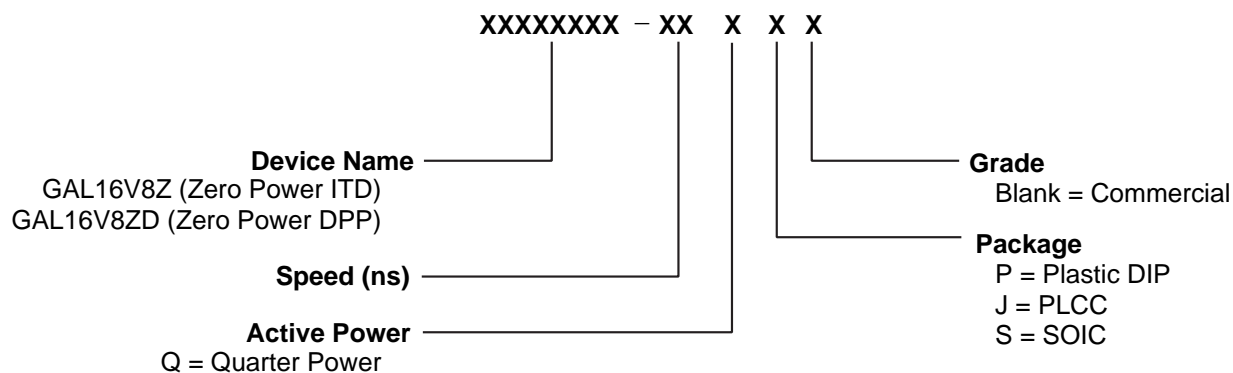 XXXXXXXX – XX X X X
Device Name
GAL16V8Z (Zero Power ITD)
GAL16V8ZD (Zero Power DPP)
Speed (ns)
Active Power
Q = Quarter Power
Grade
Blank = Commercial
Package
P = Plastic DIP
J = PLCC
S = SOIC